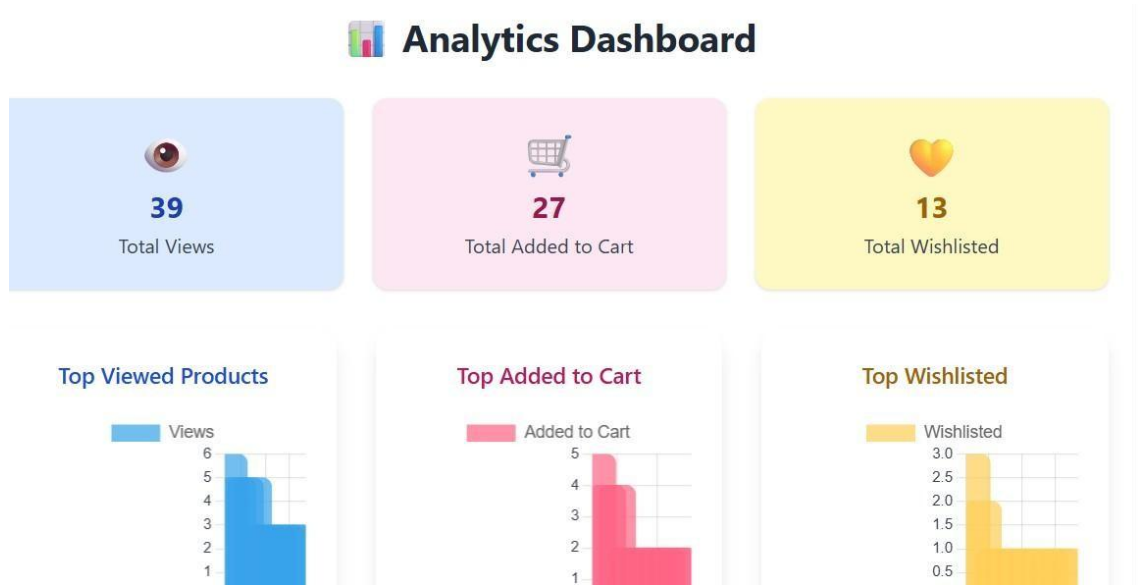 Analytics Dashboard
39
Total Views
27
Total Added to Cart
13
Total Wishlisted
Top Viewed Products
Views
6
5
4
3
2
1
Top Added to Cart
Added to Cart
5
4
3
2
1
Top Wishlisted
Wishlisted
3.0
2.5
2.0
1.5
1.0
0.5